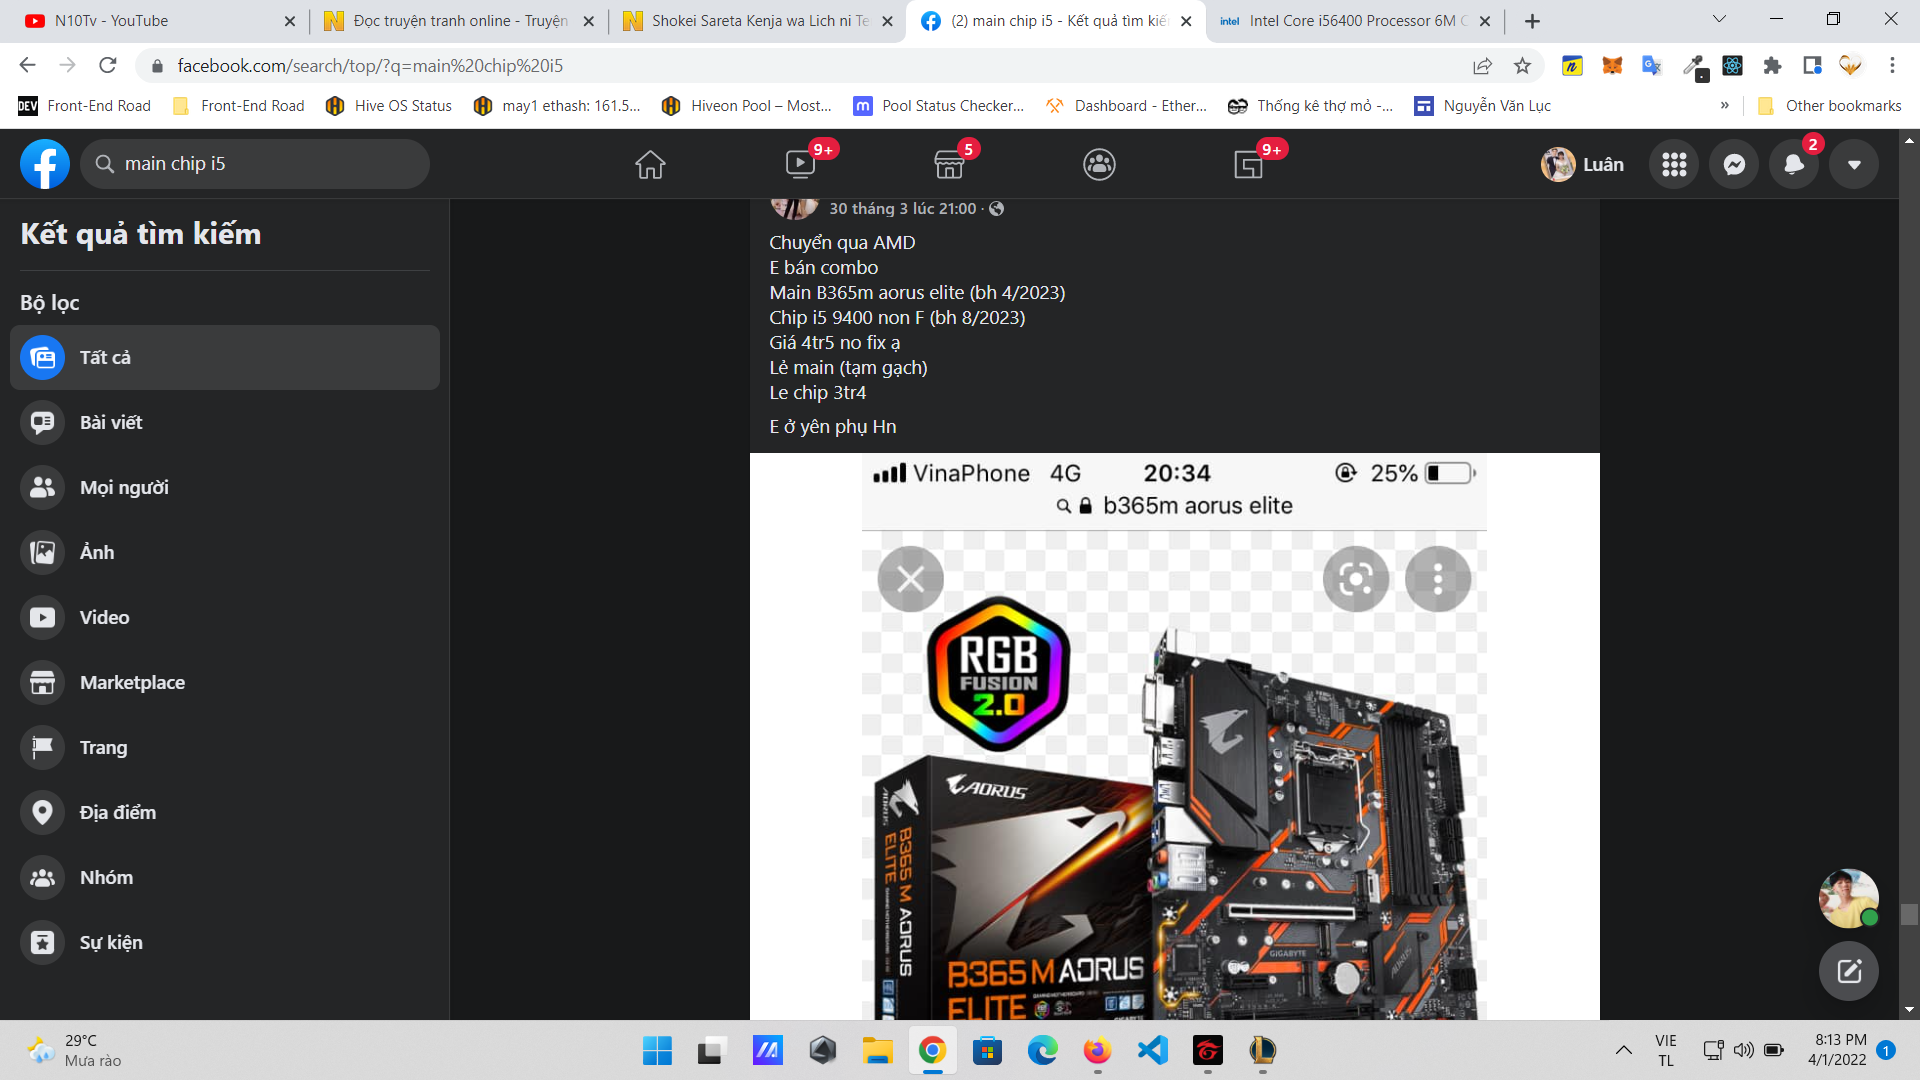 N10Tv - YouTube
Đọc truyện tranh online - Truyện
Shokei Sareta Kenja wa Lich ni Te
(2) main chip i5 - Kết quả tìm kiế
intel Intel Core i56400 Processor 6M C
facebook.com/search/top/?q=main%20chip%20i5
DEV Front-End Road
Front-End Road
Hive OS Status
may1 ethash: 161.5...
Hiveon Pool – Most...
Pool Status Checker...
Dashboard - Ether...
Thống kê thợ mỏ -...
Nguyễn Văn Lục
»
Other bookmarks
main chip i5
9+
5
9+
Luân
2
Kết quả tìm kiếm
Bộ lọc
Tất cả
Bài viết
Mọi người
Ảnh
Video
Marketplace
Trang
Địa điểm
Nhóm
Sự kiện
30 tháng 3 lúc 21:00 ·
Chuyển qua AMD
E bán combo
Main B365m aorus elite (bh 4/2023)
Chip i5 9400 non F (bh 8/2023)
Giá 4tr5 no fix ạ
Lẻ main (tạm gạch)
Le chip 3tr4
E ở yên phụ Hn
VinaPhone 4G 20:34 25%
b365m aorus elite
RGB
FUSION
2.0
AORUS
AORUS
B365 M AORUS
ELITE
B365 M AORUS
ELITE
GIGABYTE
AORUS
29°C
Mưa rào
VIE
TL
8:13 PM
4/1/2022
1